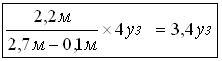 2,2м
2,7м – 0,1м × 4 уз = 3,4 уз